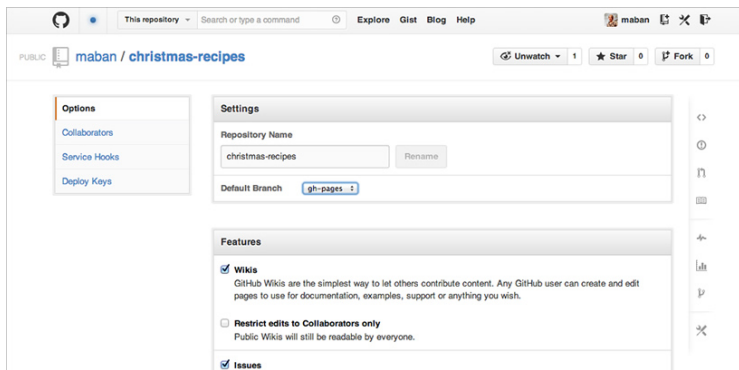 This repository Search or type a command Explore Gist Blog Help maban
PUBLIC maban / christmas-recipes Unwatch 1 Star 0 Fork 0
Options
Collaborators
Service Hooks
Deploy Keys
Settings
Repository Name
christmas-recipes Rename
Default Branch gh-pages
Features
Wikis
GitHub Wikis are the simplest way to let others contribute content. Any GitHub user can create and edit
pages to use for documentation, examples, support or anything you wish.
Restrict edits to Collaborators only
Public Wikis will still be readable by everyone.
Issues